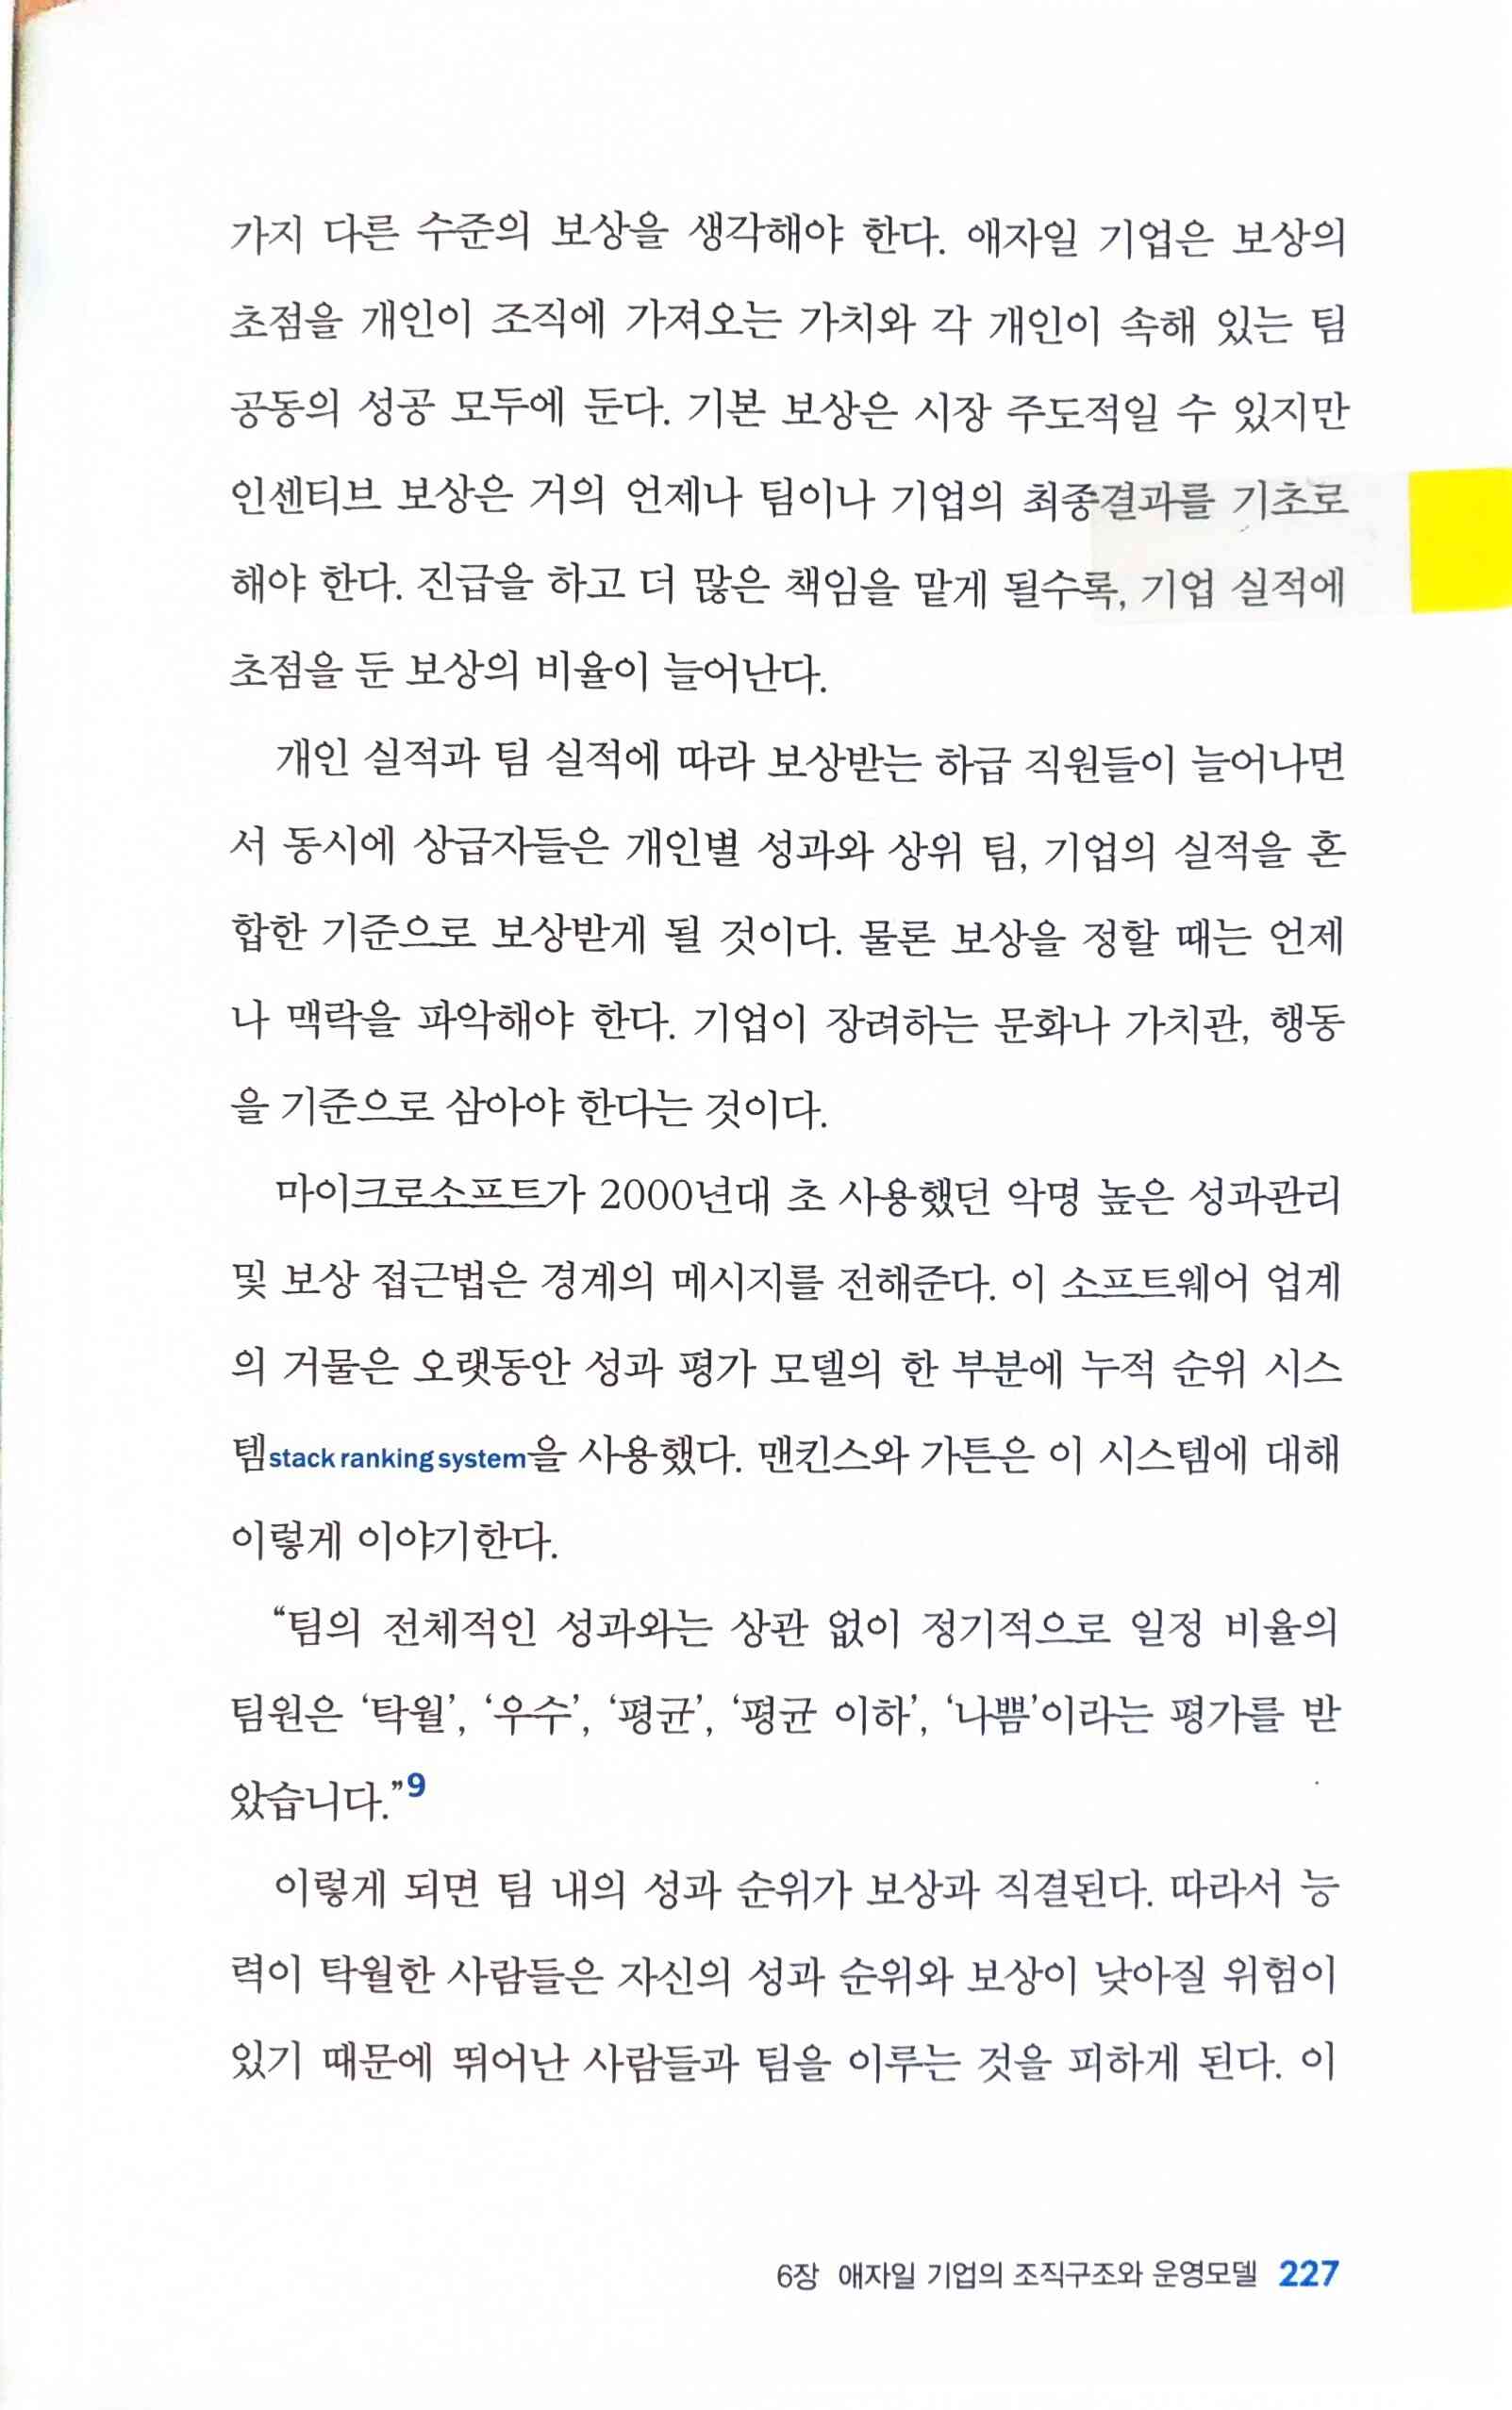 가지 다른 수준의 보상을 생각해야 한다. 애자일 기업은 보상의
초점을 개인이 조직에 가져오는 가치와 각 개인이 속해 있는 팀
공동의 성공 모두에 둔다. 기본 보상은 시장 주도적일 수 있지만
인센티브 보상은 거의 언제나 팀이나 기업의 최종결과를 기초로
해야 한다. 진급을 하고 더 많은 책임을 맡게 될수록, 기업 실적에
초점을 둔 보상의 비율이 늘어난다.
개인 실적과 팀 실적에 따라 보상받는 하급 직원들이 늘어나면
서 동시에 상급자들은 개인별 성과와 상위 팀, 기업의 실적을 혼
합한 기준으로 보상받게 될 것이다. 물론 보상을 정할 때는 언제
나 맥락을 파악해야 한다. 기업이 장려하는 문화나 가치관, 행동
을 기준으로 삼아야 한다는 것이다.
마이크로소프트가 2000년대 초 사용했던 악명 높은 성과관리
및 보상 접근법은 경계의 메시지를 전해준다. 이 소프트웨어 업계
의 거물은 오랫동안 성과 평가 모델의 한 부분에 누적 순위 시스
템stack ranking system을 사용했다. 맨킨스와 가튼은 이 시스템에 대해
이렇게 이야기한다.
“팀의 전체적인 성과와는 상관 없이 정기적으로 일정 비율의
팀원은 ‘탁월’, ‘우수’, ‘평균’, ‘평균 이하’, ‘나쁨’이라는 평가를 받
았습니다.”9
이렇게 되면 팀 내의 성과 순위가 보상과 직결된다. 따라서 능
력이 탁월한 사람들은 자신의 성과 순위와 보상이 낮아질 위험이
있기 때문에 뛰어난 사람들과 팀을 이루는 것을 피하게 된다. 이
6장 애자일 기업의 조직구조와 운영모델 227